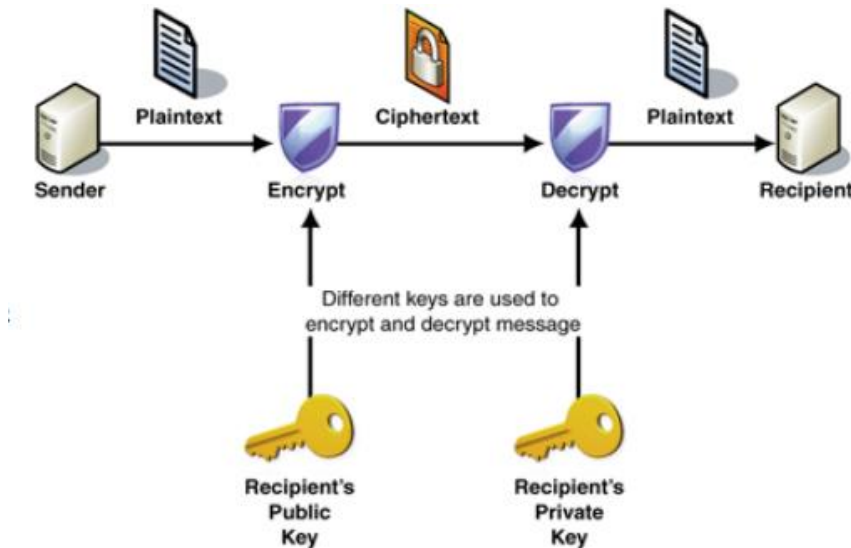 Plaintext
Ciphertext
Plaintext
Sender
Encrypt
Decrypt
Recipient
Different keys are used to
encrypt and decrypt message
Recipient's
Public
Key
Recipient's
Private
Key